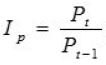 I_p = P_t / P_{t-1}